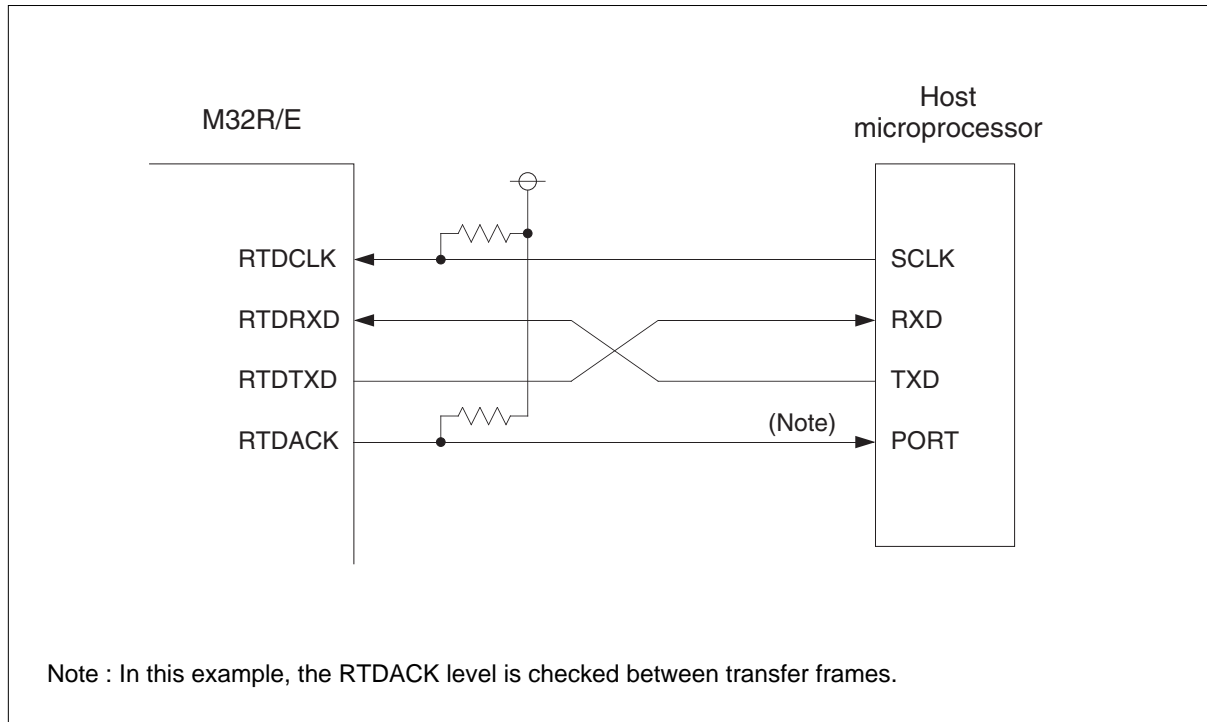 M32R/E
Host
microprocessor
RTDCLK
SCLK
RTDRXD
RXD
RTDTXD
TXD
RTDACK
(Note)
PORT
Note : In this example, the RTDACK level is checked between transfer frames.